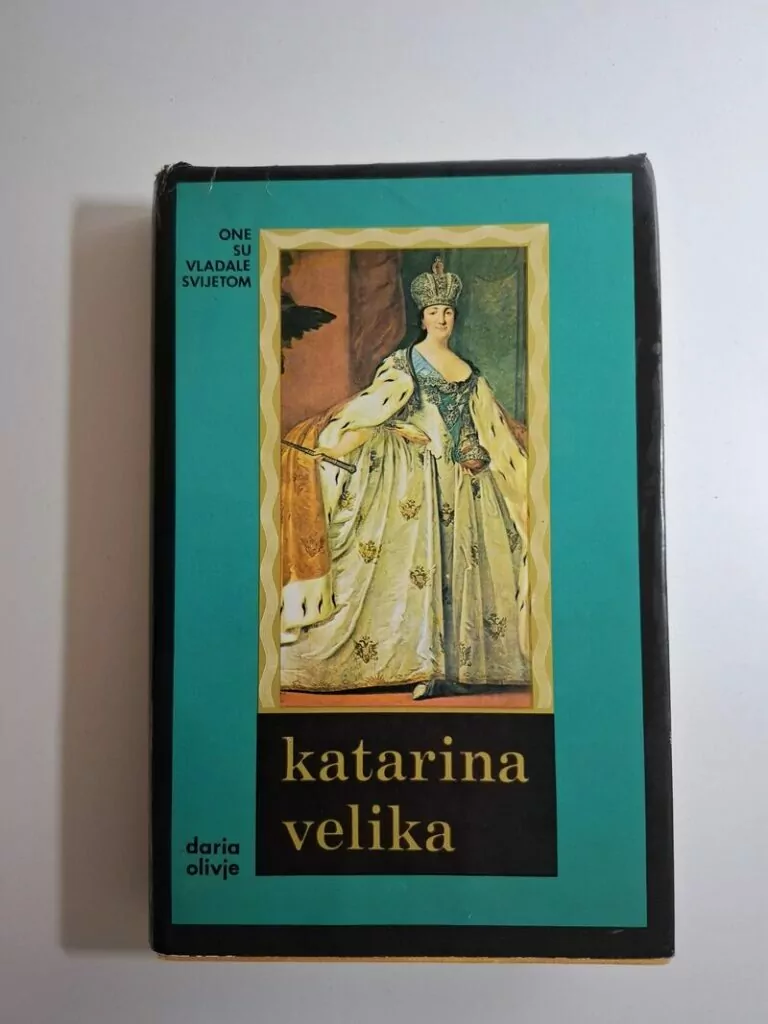 ONE
SU
VLADALE
SVIJETOM
katarina
velika
daria
olivje